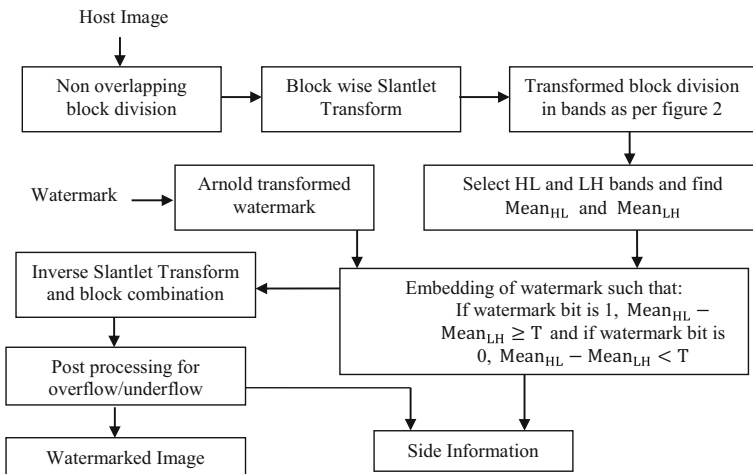 Host Image
Non overlapping
block division
Block wise Slantlet
Transform
Transformed block division
in bands as per figure 2
Watermark
Arnold transformed
watermark
Select HL and LH bands and find
Mean_HL and Mean_LH
Inverse Slantlet Transform
and block combination
Embedding of watermark such that:
If watermark bit is 1, Mean_HL −
Mean_LH ≥ T and if watermark bit is
0, Mean_HL − Mean_LH < T
Post processing for
overflow/underflow
Watermarked Image
Side Information